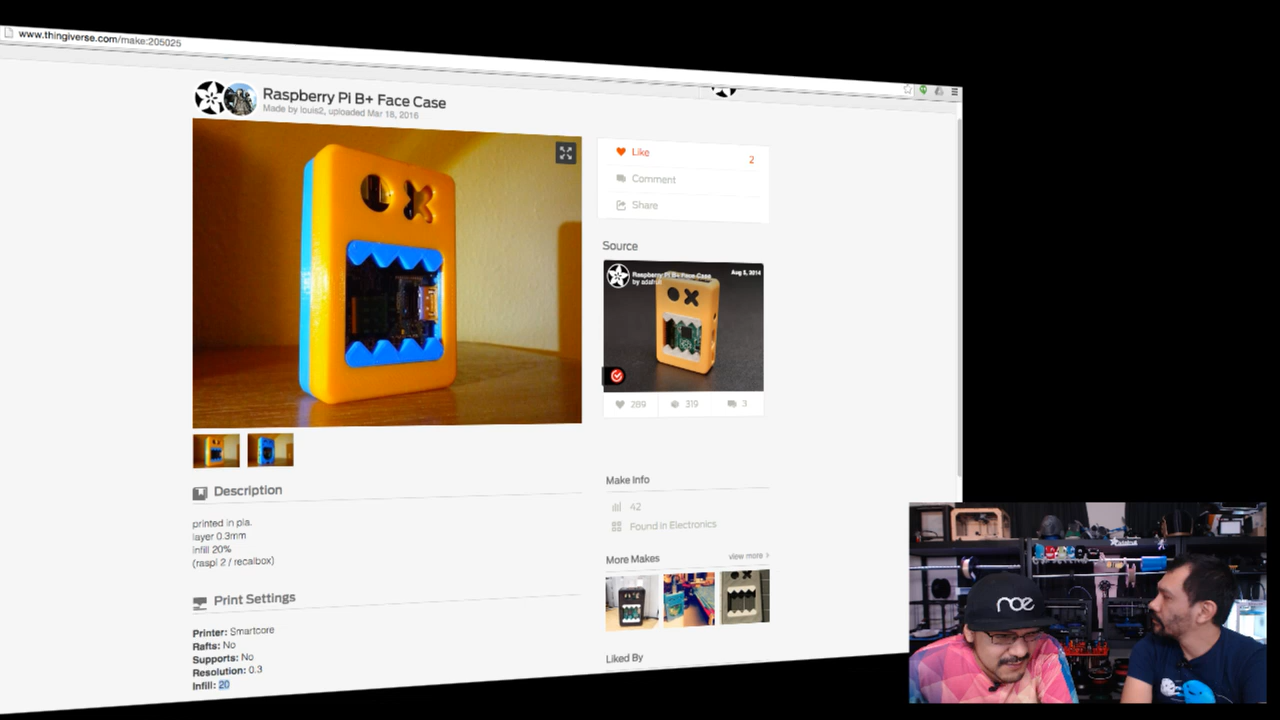 www.thingiverse.com/make:205025
Raspberry Pi B+ Face Case
Made by louis2, uploaded Mar 18, 2016
Like 2
Comment
Share
Source
Raspberry Pi B+ Face Case
by adafruit
Aug 5, 2014
289 319 3
Description
printed in pla.
layer 0.3mm
infill 20%
(raspi 2 / recalbox)
Print Settings
Printer: Smartcore
Rafts: No
Supports: No
Resolution: 0.3
Infill: 20
Make Info
42
Found in Electronics
More Makes
view more
Liked By
noe